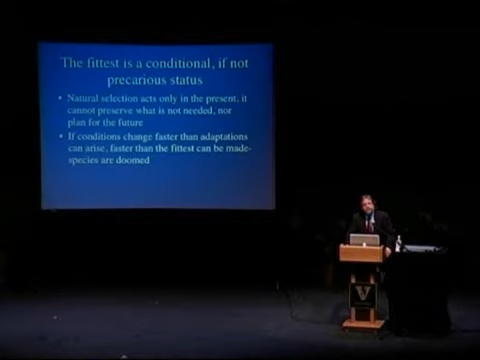 The fittest is a conditional, if not
precarious status
• Natural selection acts only in the present, it
cannot preserve what is not needed, nor
plan for the future
• If conditions change faster than adaptations
can arise, faster than the fittest can be made-
species are doomed
V